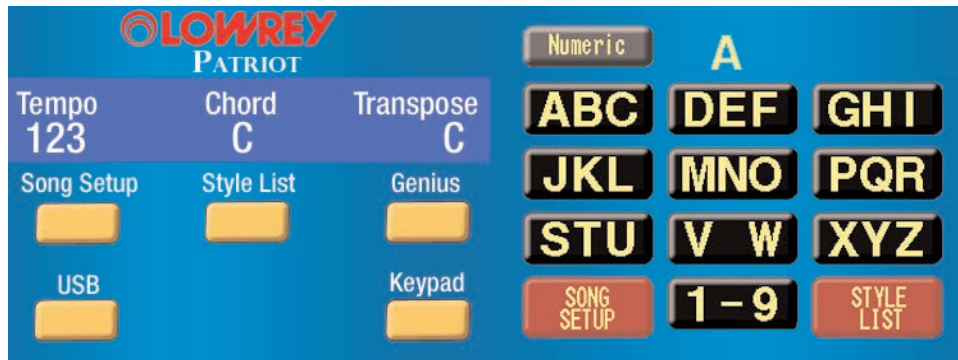 LOWREY
PATRIOT
Tempo Chord Transpose
123 C C
Song Setup Style List Genius
USB Keypad
Numeric A
ABC DEF GHI
JKL MNO PQR
STU V W XYZ
SONG SETUP 1-9 STYLE LIST